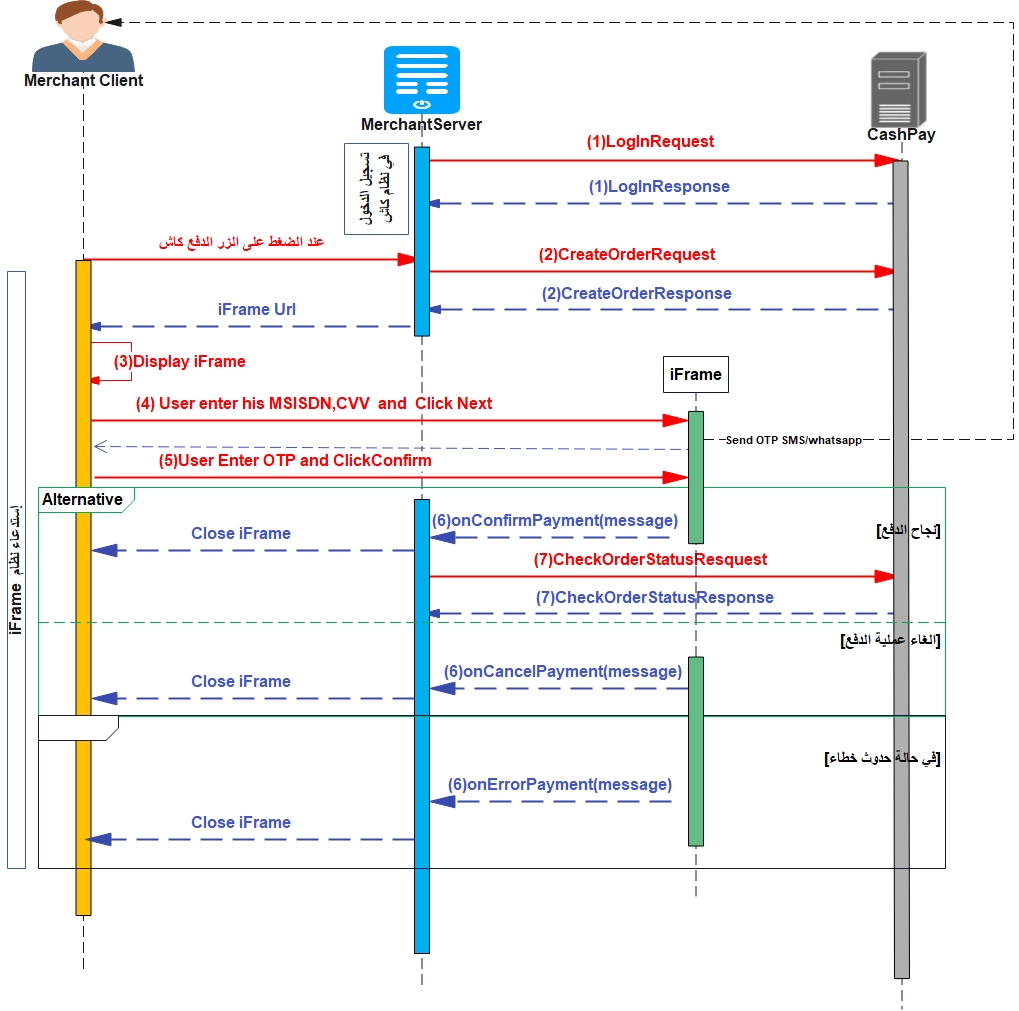 Merchant Client
MerchantServer
CashPay
(1)LogInRequest
تسجيل الدخول
في نظام كاش
(1)LogInResponse
عند الضغط على الزر الدفع كاش
(2)CreateOrderRequest
(2)CreateOrderResponse
iFrame Url
(3)Display iFrame
iFrame
(4) User enter his MSISDN,CVV and Click Next
Send OTP SMS/whatsapp
(5)User Enter OTP and ClickConfirm
Alternative
إستدعاء نظام iFrame
(6)onConfirmPayment(message)
[نجاح الدفع]
Close iFrame
(7)CheckOrderStatusResquest
(7)CheckOrderStatusResponse
[الغاء عملية الدفع]
(6)onCancelPayment(message)
Close iFrame
[في حالة حدوث خطاء]
(6)onErrorPayment(message)
Close iFrame